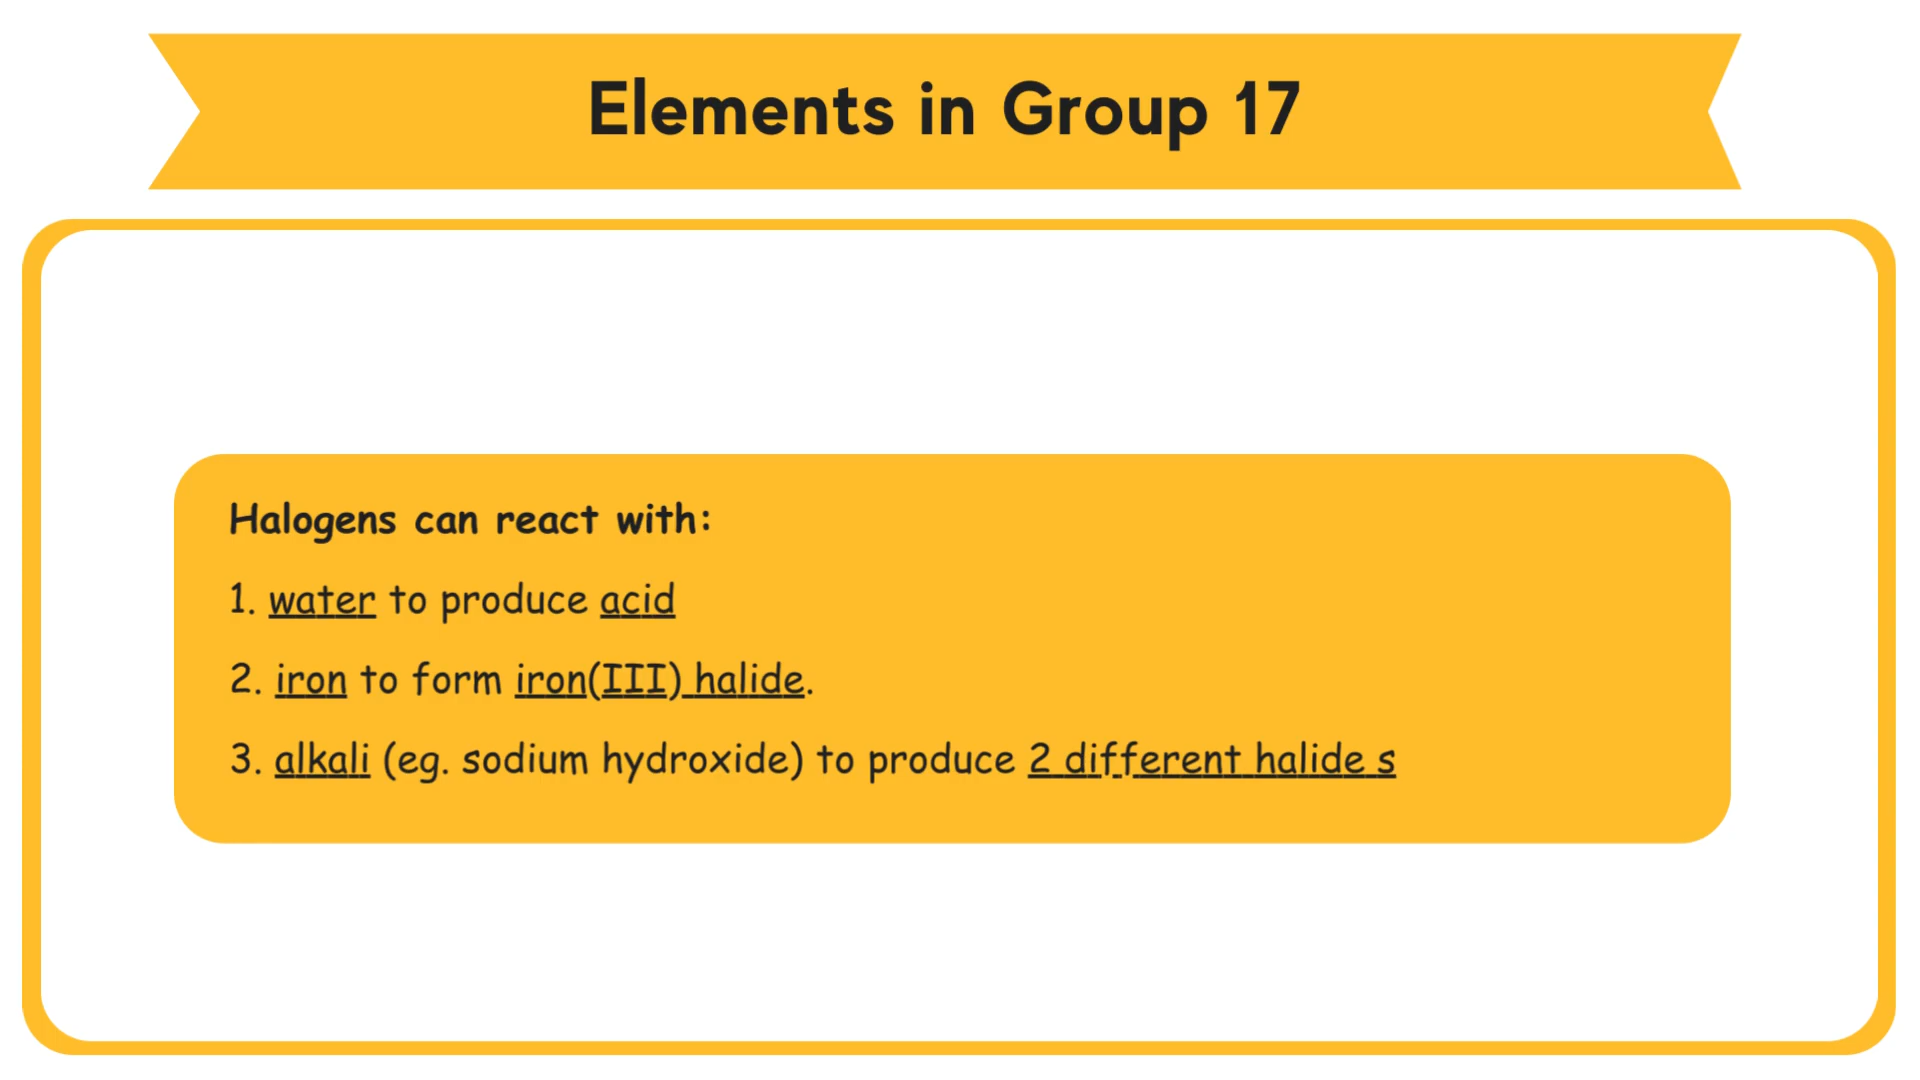 Elements in Group 17
Halogens can react with:
1. water to produce acid
2. iron to form iron(III) halide.
3. alkali (eg. sodium hydroxide) to produce 2 different halide s